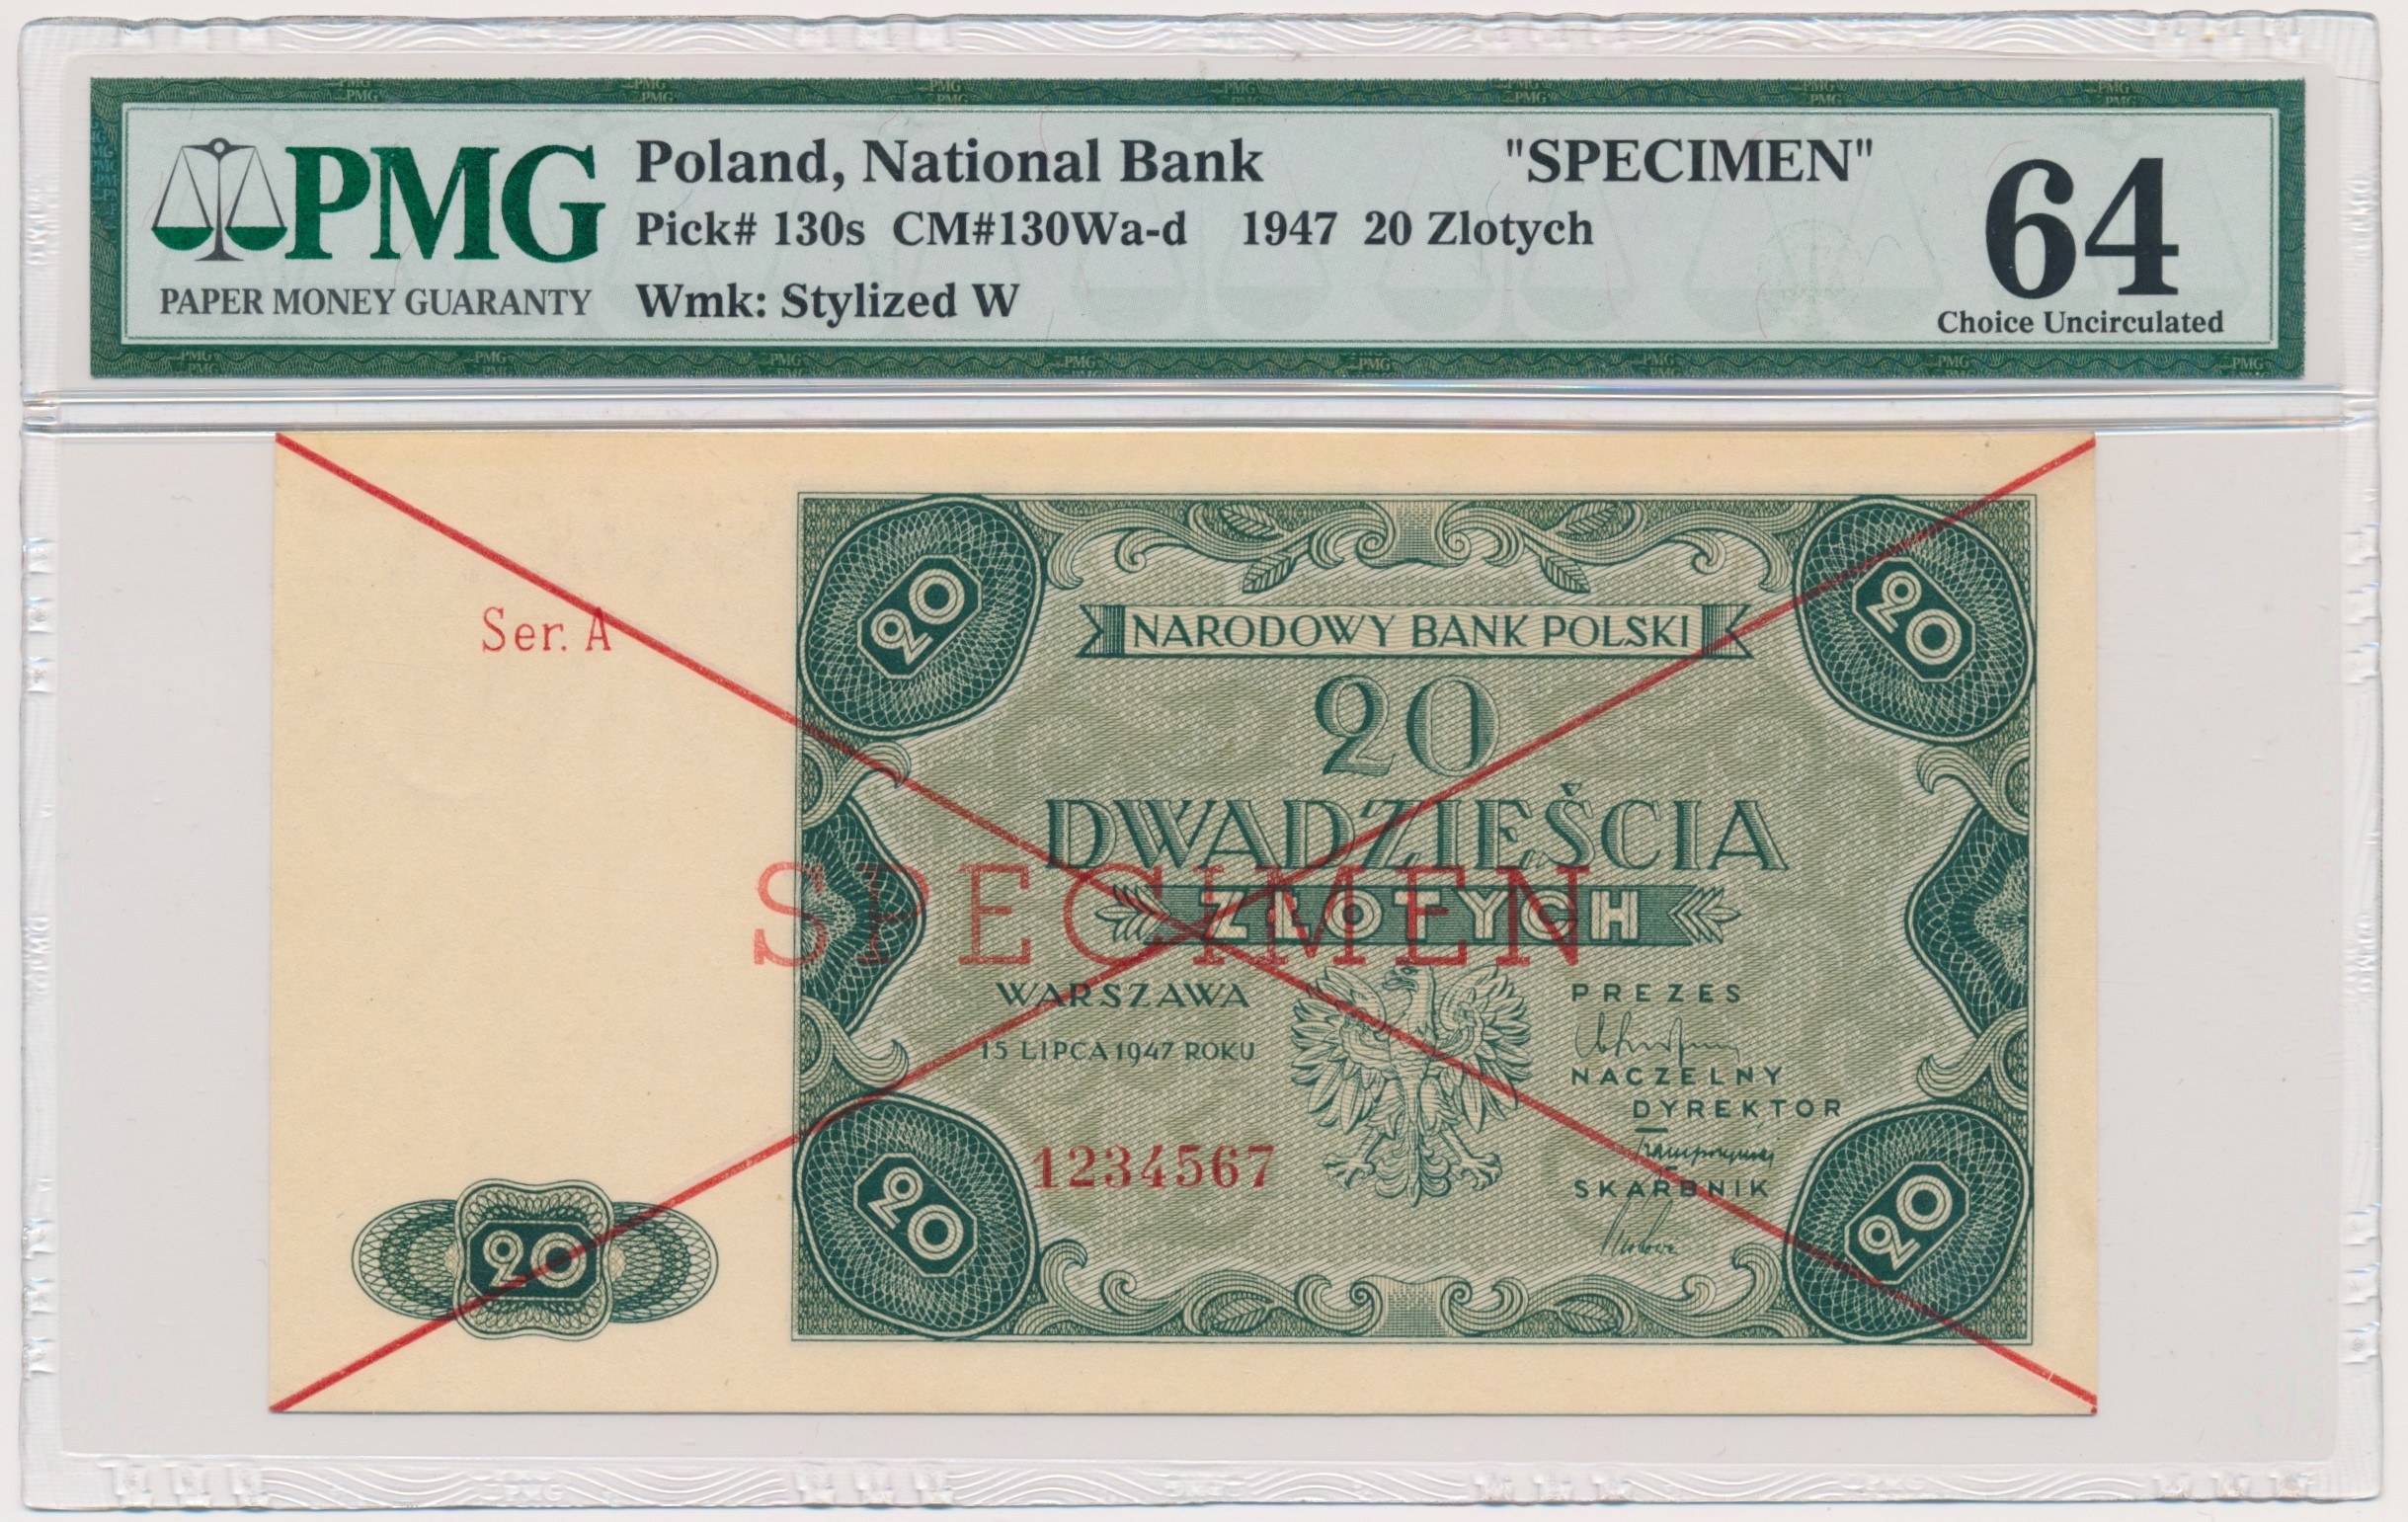 PMG
PAPER MONEY GUARANTY
Poland, National Bank "SPECIMEN"
Pick# 130s CM#130Wa-d 1947 20 Zlotych
Wmk: Stylized W
64
Choice Uncirculated
Ser. A
20
20
NARODOWY BANK POLSKI
20
DWADZIEŚCIA
ZŁOTYCH
SPECIMEN
WARSZAWA
15 LIPCA 1947 ROKU
PREZES
NACZELNY
DYREKTOR
1234567
SKARBNIK
20
20
20